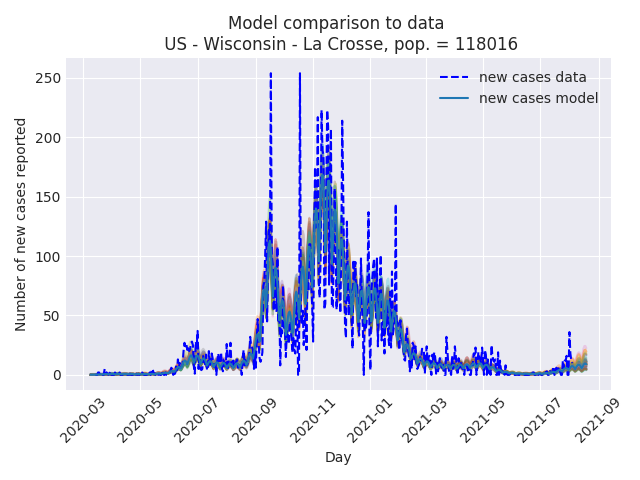 Model comparison to data
US - Wisconsin - La Crosse, pop. = 118016
new cases data
new cases model
Number of new cases reported
250
200
150
100
50
0
2020-03
2020-05
2020-07
2020-09
2020-11
2021-01
2021-03
2021-05
2021-07
2021-09
Day